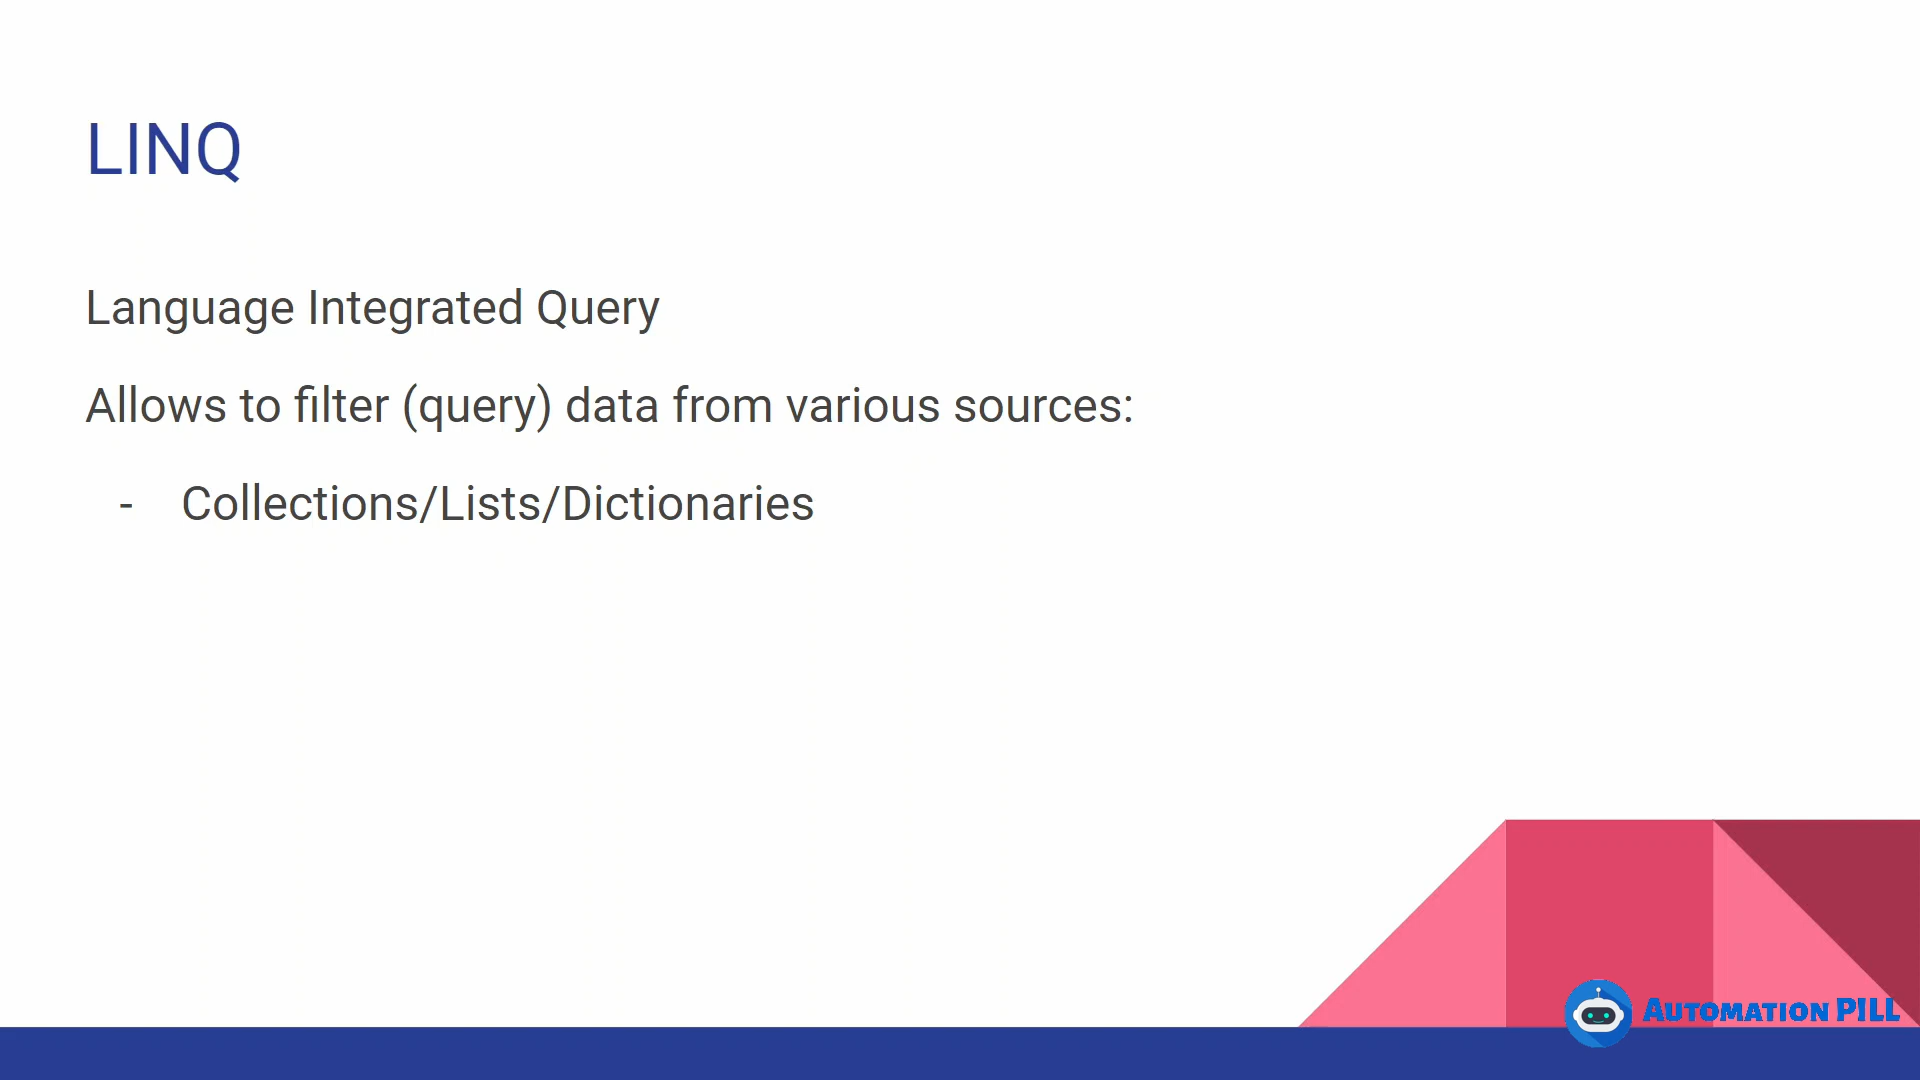 LINQ
Language Integrated Query
Allows to filter (query) data from various sources:
- Collections/Lists/Dictionaries
AUTOMATION PILL